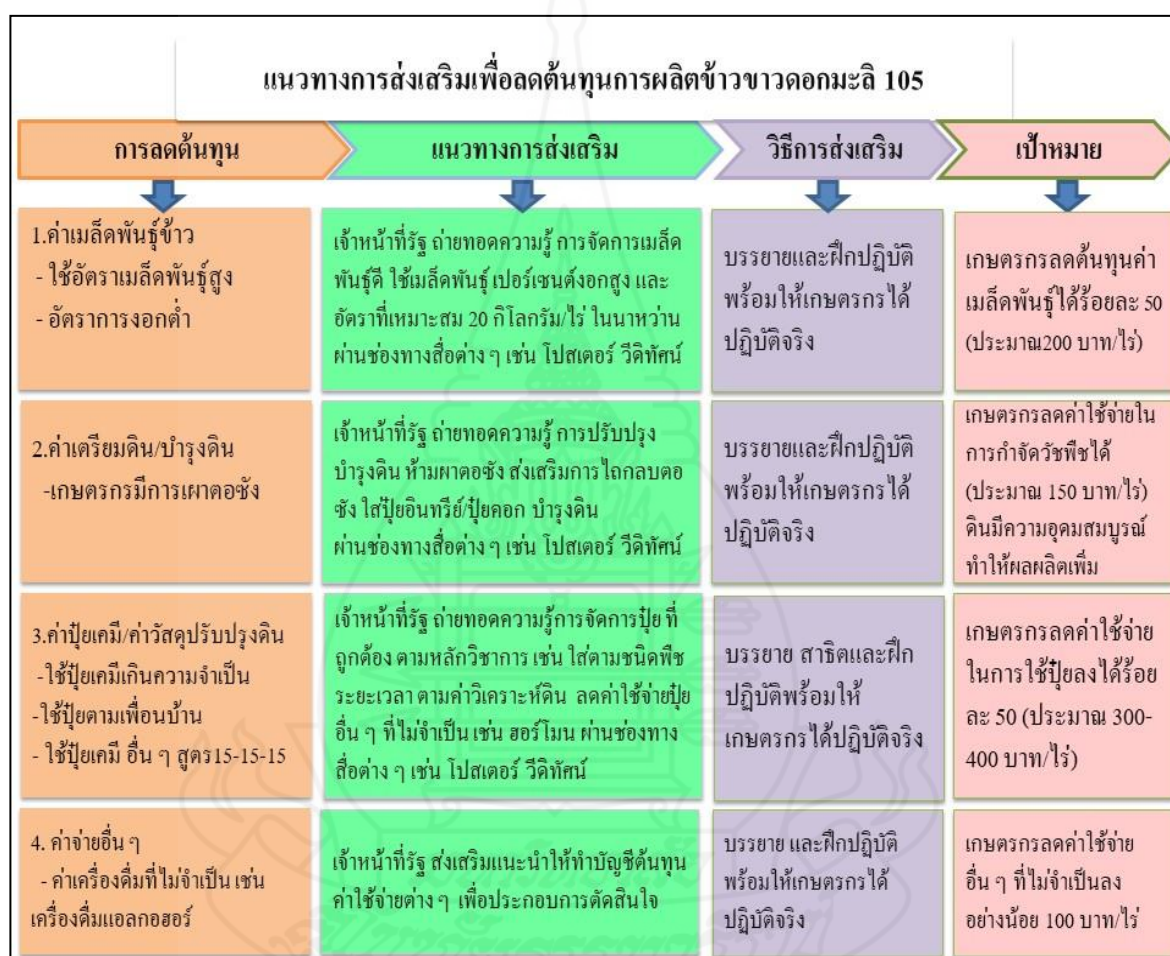 แนวทางการส่งเสริมเพื่อลดต้นทุนการผลิตข้าวขาวดอกมะลิ 105
การลดต้นทุน
แนวทางการส่งเสริม
วิธีการส่งเสริม
เป้าหมาย
1.ค่าเมล็ดพันธุ์ข้าว
- ใช้อัตราเมล็ดพันธุ์สูง
- อัตราการงอกต่ำ
เจ้าหน้าที่รัฐ ถ่ายทอดความรู้ การจัดการเมล็ด
พันธุ์ดี ใช้เมล็ดพันธุ์ เปอร์เซนต์งอกสูง และ
อัตราที่เหมาะสม 20 กิโลกรัม/ไร่ ในนาหว่าน
ผ่านช่องทางสื่อต่าง ๆ เช่น โปสเตอร์ วีดิทัศน์
บรรยายและฝึกปฏิบัติ
พร้อมให้เกษตรกรได้
ปฏิบัติจริง
เกษตรกรลดต้นทุนค่า
เมล็ดพันธุ์ได้ร้อยละ 50
(ประมาณ200 บาท/ไร่)
2.ค่าเตรียมดิน/บำรุงดิน
-เกษตรกรมีการเผาตอซัง
เจ้าหน้าที่รัฐ ถ่ายทอดความรู้ การปรับปรุง
บำรุงดิน ห้ามผาตอซัง ส่งเสริมการไถกลบตอ
ซัง ใส่ปุ๋ยอินทรีย์/ปุ๋ยคอก บำรุงดิน
ผ่านช่องทางสื่อต่าง ๆ เช่น โปสเตอร์ วีดิทัศน์
บรรยายและฝึกปฏิบัติ
พร้อมให้เกษตรกรได้
ปฏิบัติจริง
เกษตรกรลดค่าใช้จ่ายใน
การกำจัดวัชพืชได้
(ประมาณ 150 บาท/ไร่)
ดินมีความอุดมสมบูรณ์
ทำให้ผลผลิตเพิ่ม
3.ค่าปุ๋ยเคมี/ค่าวัสดุปรับปรุงดิน
-ใช้ปุ๋ยเคมีเกินความจำเป็น
-ใช้ปุ๋ยตามเพื่อนบ้าน
- ใช้ปุ๋ยเคมี อื่น ๆ สูตร15-15-15
เจ้าหน้าที่รัฐ ถ่ายทอดความรู้การจัดการปุ๋ย ที่
ถูกต้อง ตามหลักวิชาการ เช่น ใส่ตามชนิดพืช
ระยะเวลา ตามค่าวิเคราะห์ดิน ลดค่าใช้จ่ายปุ๋ย
อื่น ๆ ที่ไม่จำเป็น เช่น ฮอร์โมน ผ่านช่องทาง
สื่อต่าง ๆ เช่น โปสเตอร์ วีดิทัศน์
บรรยาย สาธิตและฝึก
ปฏิบัติพร้อมให้
เกษตรกรได้ปฏิบัติจริง
เกษตรกรลดค่าใช้จ่าย
ในการใช้ปุ๋ยลงได้ร้อย
ละ 50 (ประมาณ 300-
400 บาท/ไร่)
4. ค่าจ่ายอื่น ๆ
- ค่าเครื่องดื่มที่ไม่จำเป็น เช่น
เครื่องดื่มแอลกอฮอร์
เจ้าหน้าที่รัฐ ส่งเสริมแนะนำให้ทำบัญชีต้นทุน
ค่าใช้จ่ายต่าง ๆ เพื่อประกอบการตัดสินใจ
บรรยาย และฝึกปฏิบัติ
พร้อมให้เกษตรกรได้
ปฏิบัติจริง
เกษตรกรลดค่าใช้จ่าย
อื่น ๆ ที่ไม่จำเป็นลง
อย่างน้อย 100 บาท/ไร่